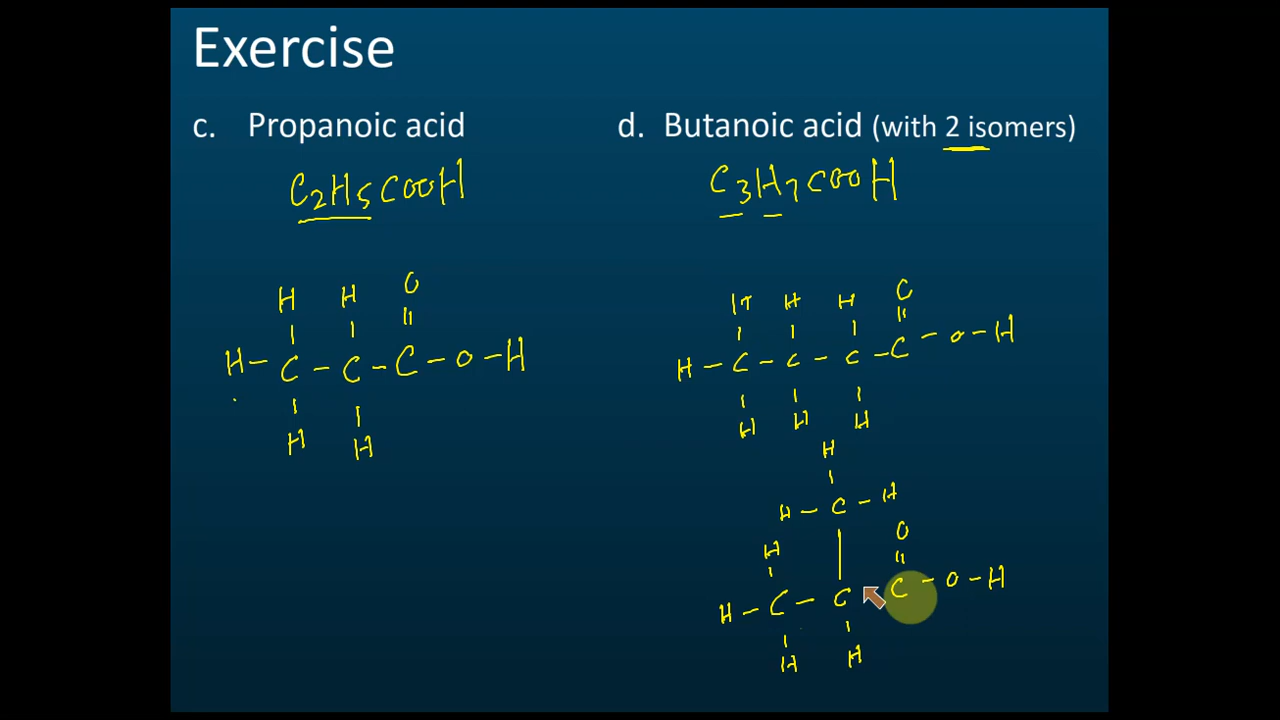 Exercise
c. Propanoic acid
d. Butanoic acid (with 2 isomers)
C2H5COOH
C3H7COOH
H H O
H - C - C - C - O - H
H H
H H H O
H - C - C - C - C - O - H
H H H
H
H - C - H
H O
H - C - C C - O - H
H H